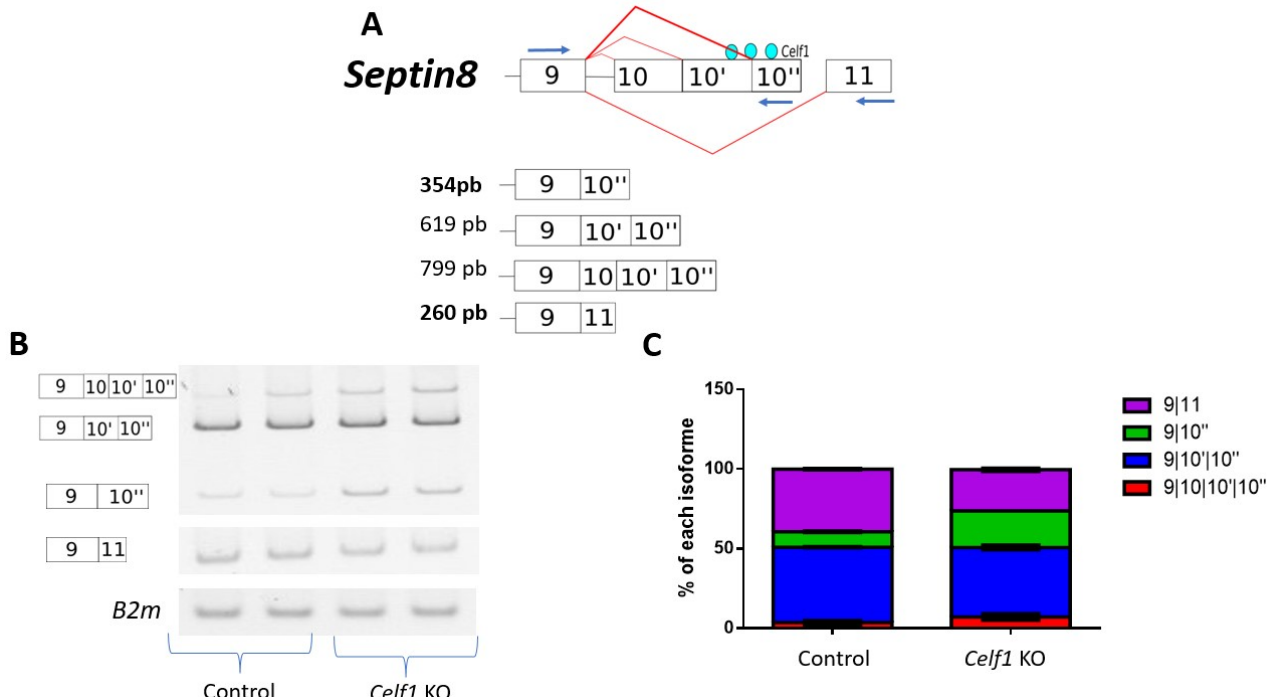 A
Septin8
9
10
10'
10''
Celf1
11
354pb
9 10''
619 pb
9 10' 10''
799 pb
9 10 10' 10''
260 pb
9 11
B
9 10 10' 10''
9 10' 10''
9 10''
9 11
B2m
Control
Celf1 KO
C
% of each isoforme
150
100
50
0
Control
Celf1 KO
9|11
9|10''
9|10'|10''
9|10|10'|10''